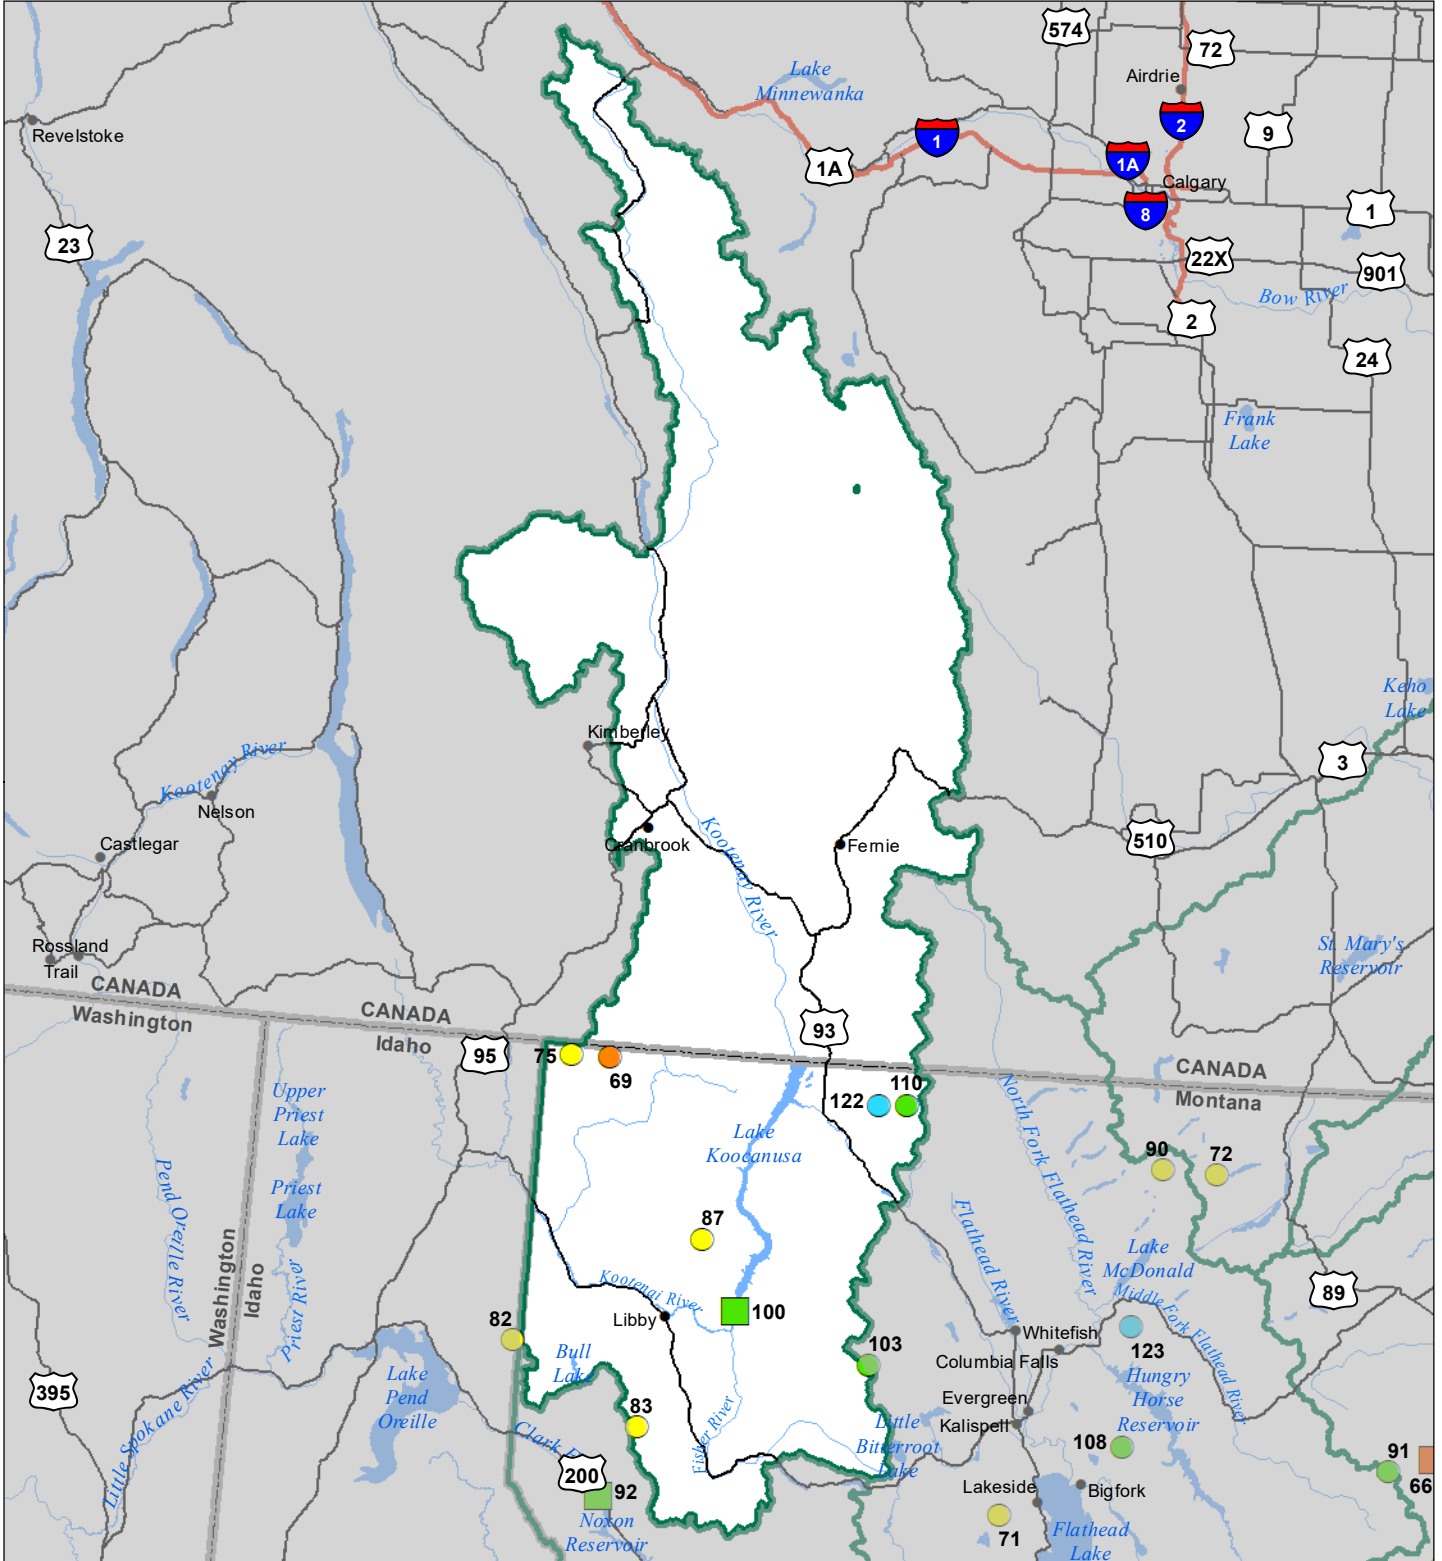 574
72
Airdrie
Lake
Minnewanka
2
9
1
1A
1A
Revelstoke
Calgary
8
1
23
22X
901
Bow River
2
24
Frank
Lake
Keho
Lake
Kimberley
Kootenay River
3
Nelson
Castlegar
Cranbrook
Kootenay River
Fernie
510
Rossland
Trail
St. Mary's
Reservoir
CANADA
Washington
CANADA
Idaho
95
93
75
69
CANADA
Montana
110
122
Upper
Priest
Lake
Lake
Koocanusa
North Fork Flathead River
90
72
Pend Oreille River
Priest
Lake
Priest River
Washington
Idaho
87
Flathead River
Lake
McDonald
Middle Fork Flathead River
89
Kootenai River
100
Libby
82
Whitefish
Columbia Falls
123
Bull
Lake
103
Hungry
Horse
Reservoir
395
Little Spokane River
Lake
Pend
Oreille
83
Fisher River
Evergreen
Kalispell
Little
Bitterroot
Lake
108
Clark F
200
92
Noxon
Reservoir
Lakeside
Bigfork
91
66
71
Flathead
Lake